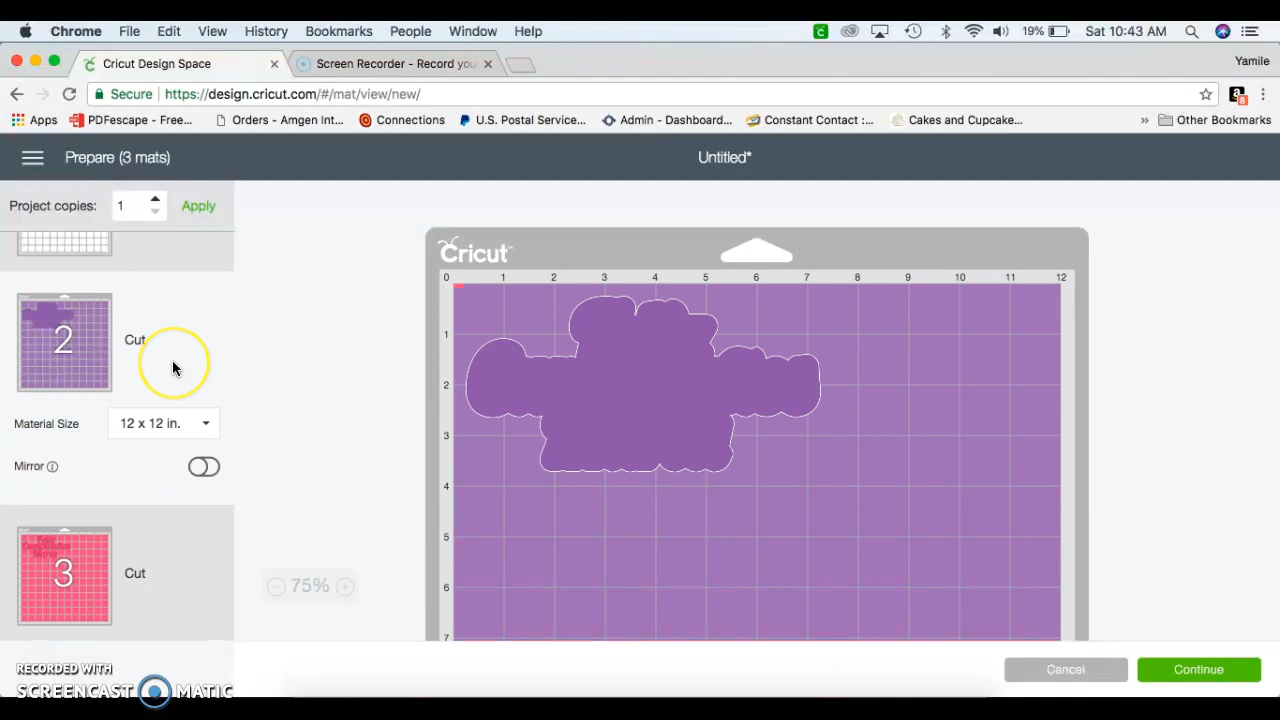 Chrome File Edit View History Bookmarks People Window Help 19% Sat 10:43 AM
Cricut Design Space Screen Recorder - Record you Yamile
Secure https://design.cricut.com/#/mat/view/new/
Apps PDFescape - Free... Orders - Amgen Int... Connections U.S. Postal Service... Admin - Dashboard... Constant Contact :... Cakes and Cupcake... » Other Bookmarks
Prepare (3 mats) Untitled*
Project copies: 1 Apply
Cricut
0 1 2 3 4 5 6 7 8 9 10 11 12
1
2
3
4
5
6
7
2 Cut
Material Size 12 x 12 in.
Mirror
3 Cut
75%
Cancel Continue
RECORDED WITH
SCREENCAST MATIC